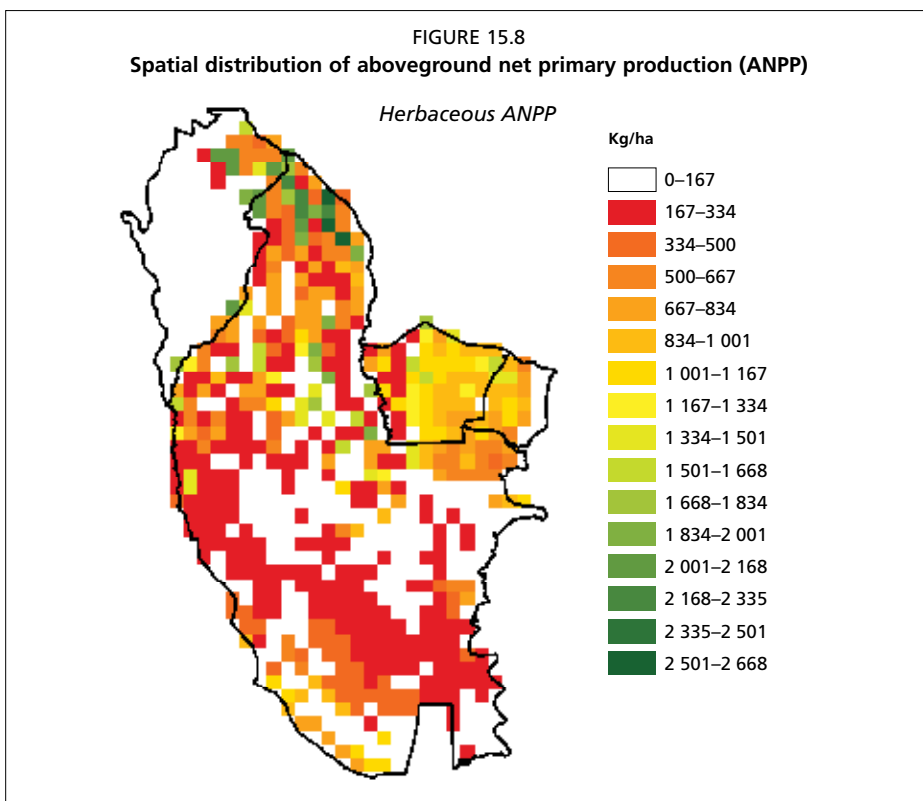 FIGURE 15.8
Spatial distribution of aboveground net primary production (ANPP)
Herbaceous ANPP
Kg/ha
0–167
167–334
334–500
500–667
667–834
834–1 001
1 001–1 167
1 167–1 334
1 334–1 501
1 501–1 668
1 668–1 834
1 834–2 001
2 001–2 168
2 168–2 335
2 335–2 501
2 501–2 668